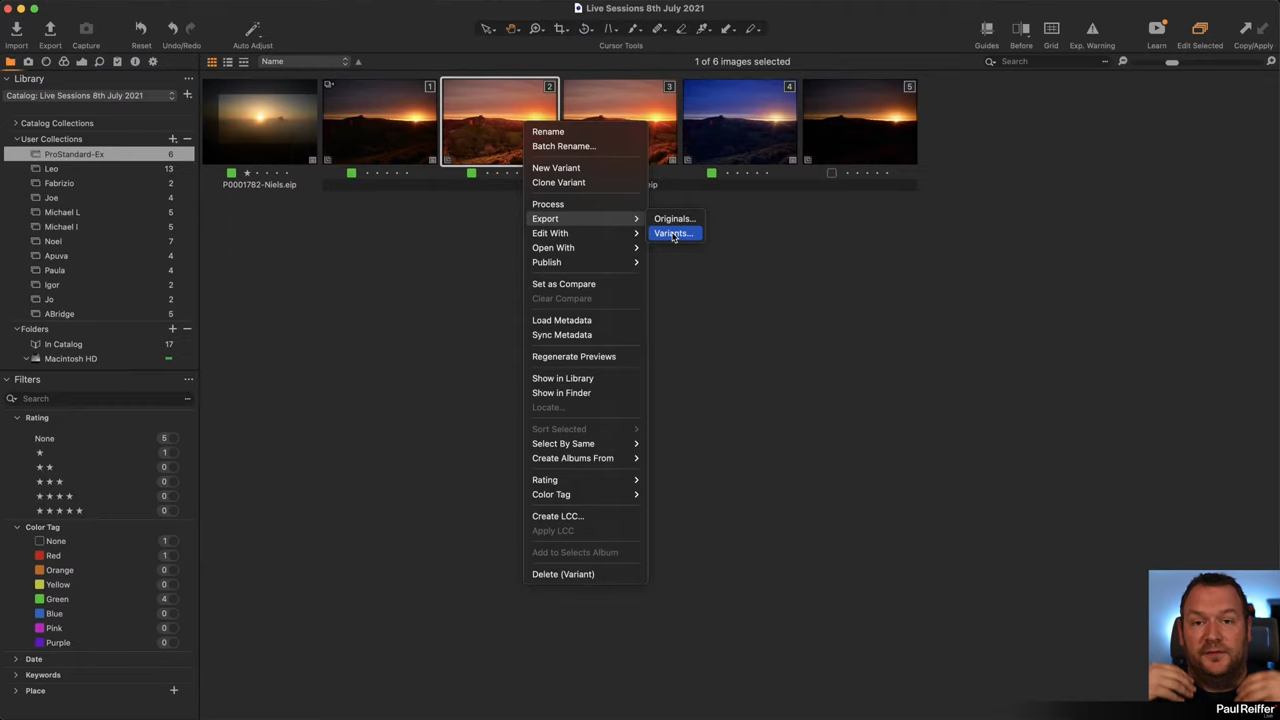 Live Sessions 8th July 2021
Import
Export
Capture
Reset
Undo/Redo
Auto Adjust
Cursor Tools
Guides
Before
Grid
Exp. Warning
Learn
Edit Selected
Copy/Apply
Library
Name
1 of 6 images selected
Search
Catalog: Live Sessions 8th July 2021
Catalog Collections
User Collections
ProStandard-Ex 6
Leo 13
Fabrizio 2
Joe 4
Michael L 5
Michael I 5
Noel 7
Apuva 4
Paula 4
Igor 2
Jo 2
ABridge 5
Folders
In Catalog 17
Macintosh HD
Filters
Search
Rating
None 5
★ 1
★★ 0
★★★ 0
★★★★ 0
★★★★★ 0
Color Tag
None 1
Red 1
Orange 0
Yellow 0
Green 4
Blue 0
Pink 0
Purple 0
Date
Keywords
Place
1
2
3
4
5
P0001782-Niels.eip
eip
Rename
Batch Rename...
New Variant
Clone Variant
Process
Export
Edit With
Open With
Publish
Set as Compare
Clear Compare
Load Metadata
Sync Metadata
Regenerate Previews
Show in Library
Show in Finder
Locate...
Sort Selected
Select By Same
Create Albums From
Rating
Color Tag
Create LCC...
Apply LCC
Add to Selects Album
Delete (Variant)
Originals...
Variants...
PaulReiffer
Live